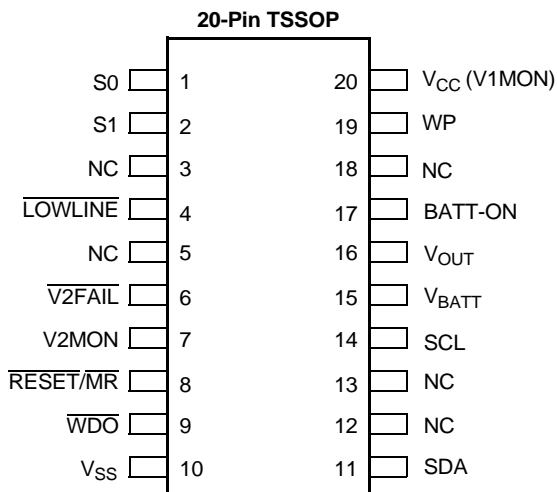 20-Pin TSSOP
S0 1 20 VCC (V1MON)
S1 2 19 WP
NC 3 18 NC
LOWLINE 4 17 BATT-ON
NC 5 16 VOUT
V2FAIL 6 15 VBATT
V2MON 7 14 SCL
RESET/MR 8 13 NC
WDO 9 12 NC
VSS 10 11 SDA